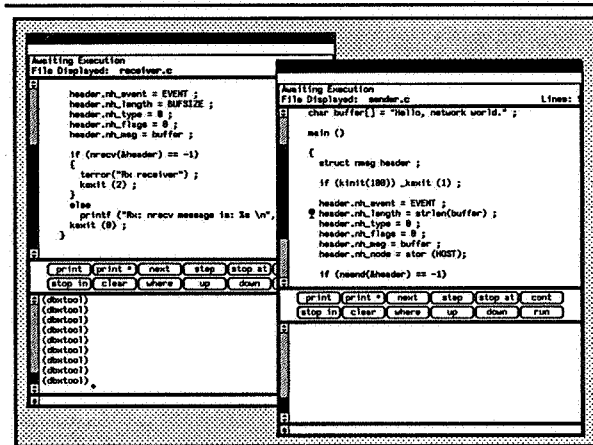 Awaiting Execution
File Displayed: receiver.c
header.nh_event = EVENT ;
header.nh_length = BUFSIZE ;
header.nh_type = 0 ;
header.nh_flags = 0 ;
header.nh_msg = buffer ;
if (nrecv(&header) == -1)
{
terror("Rx receiver") ;
kexit (2) ;
}
else
printf ("Rx: nrecv message is: %s \n",
kexit (0) ;
}
print print * next step stop at
stop in clear where up down
(dbxtool)
(dbxtool)
(dbxtool)
(dbxtool)
(dbxtool)
(dbxtool)
(dbxtool)
(dbxtool)
(dbxtool)
Awaiting Execution
File Displayed: sender.c Lines:
char buffer[] = "Hello, network world." ;
main ()
{
struct nmsg header ;
if (kinit(100)) _kexit (1) ;
header.nh_event = EVENT ;
header.nh_length = strlen(buffer) ;
header.nh_type = 0 ;
header.nh_flags = 0 ;
header.nh_msg = buffer ;
header.nh_node = ator (HOST);
if (nsend(&header) == -1)
print print * next step stop at cont
stop in clear where up down run